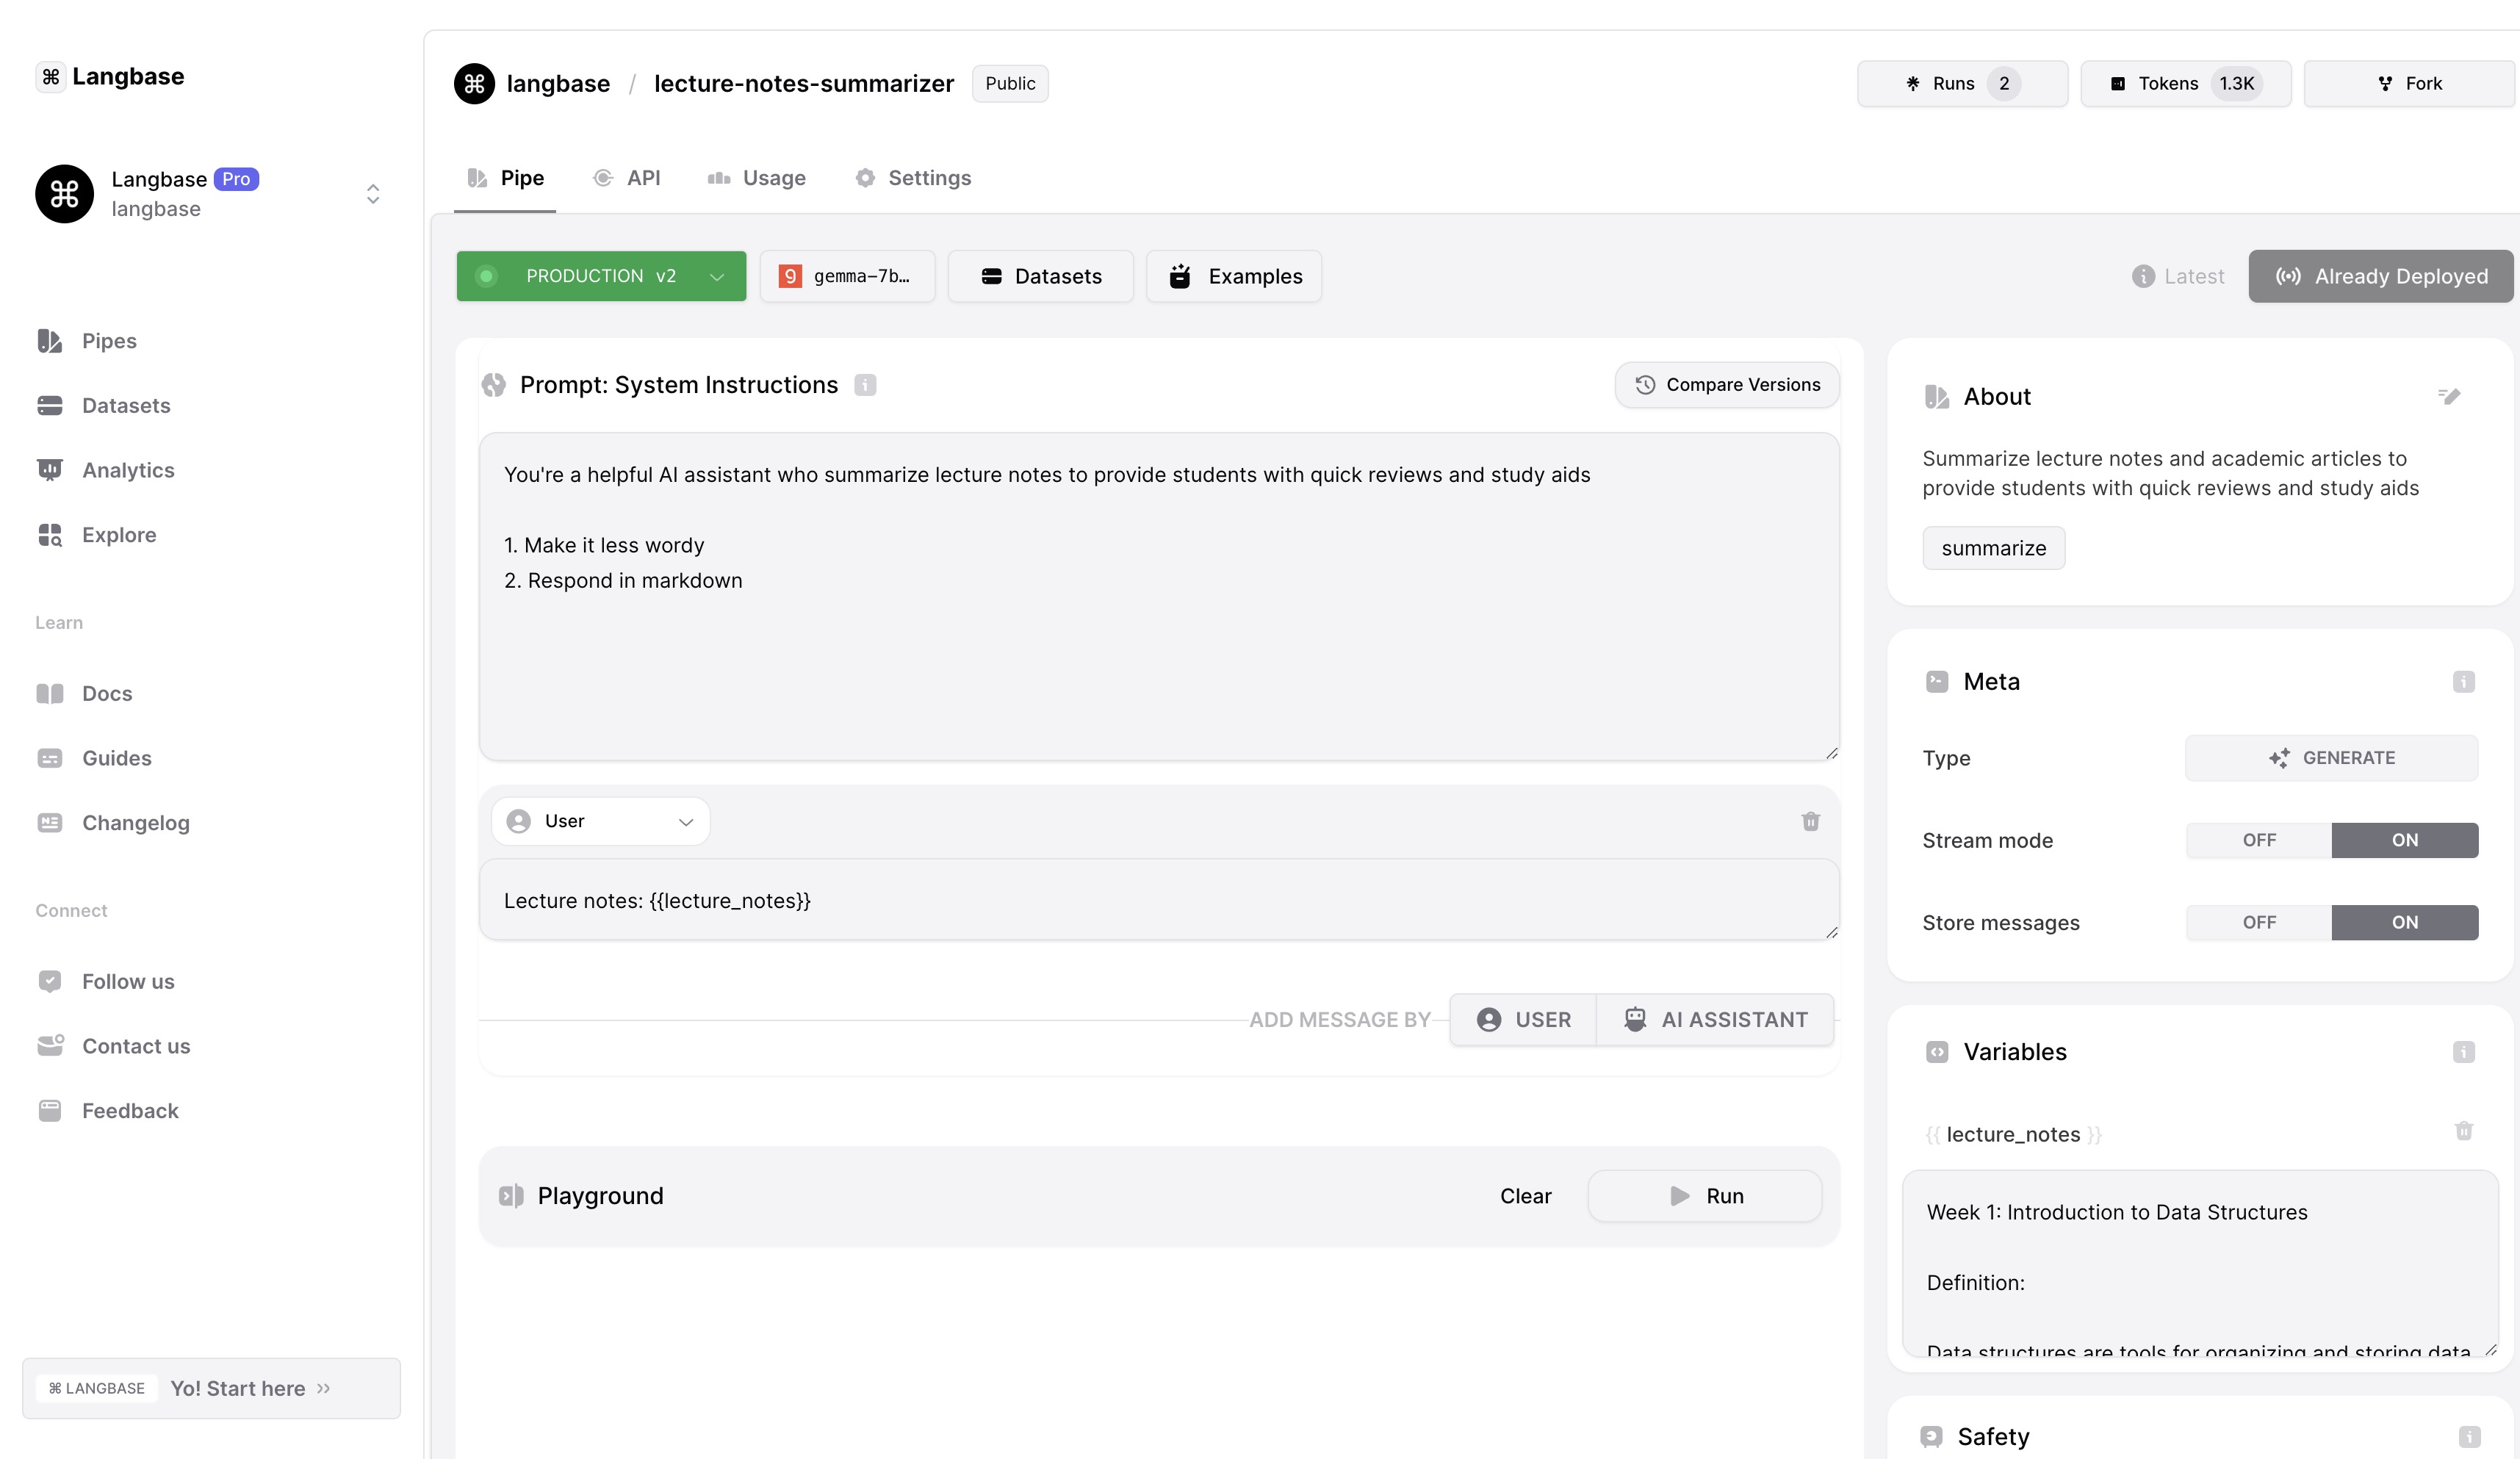 ⌘ Langbase
Langbase Pro
langbase
Pipes
Datasets
Analytics
Explore
Learn
Docs
Guides
Changelog
Connect
Follow us
Contact us
Feedback
⌘ LANGBASE Yo! Start here »
langbase / lecture-notes-summarizer Public
Runs 2 Tokens 1.3K Fork
Pipe API Usage Settings
PRODUCTION v2 g gemma-7b… Datasets Examples
Latest Already Deployed
Prompt: System Instructions
Compare Versions
You're a helpful AI assistant who summarize lecture notes to provide students with quick reviews and study aids
1. Make it less wordy
2. Respond in markdown
User
Lecture notes: {{lecture_notes}}
ADD MESSAGE BY USER AI ASSISTANT
Playground Clear Run
About
Summarize lecture notes and academic articles to
provide students with quick reviews and study aids
summarize
Meta
Type GENERATE
Stream mode OFF ON
Store messages OFF ON
Variables
{{ lecture_notes }}
Week 1: Introduction to Data Structures
Definition:
Data structures are tools for organizing and storing data
Safety